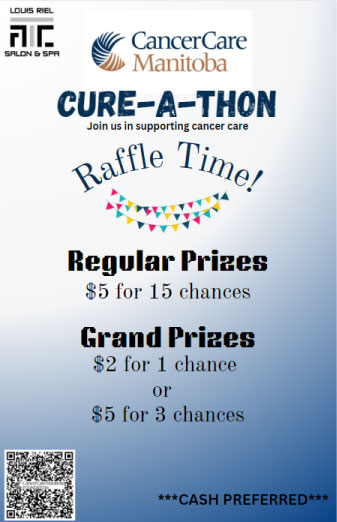 LOUIS RIEL
ATC
SALON & SPA
CancerCare
Manitoba
CURE-A-THON
Join us in supporting cancer care
Raffle Time!
Regular Prizes
$5 for 15 chances
Grand Prizes
$2 for 1 chance
or
$5 for 3 chances
***CASH PREFERRED***